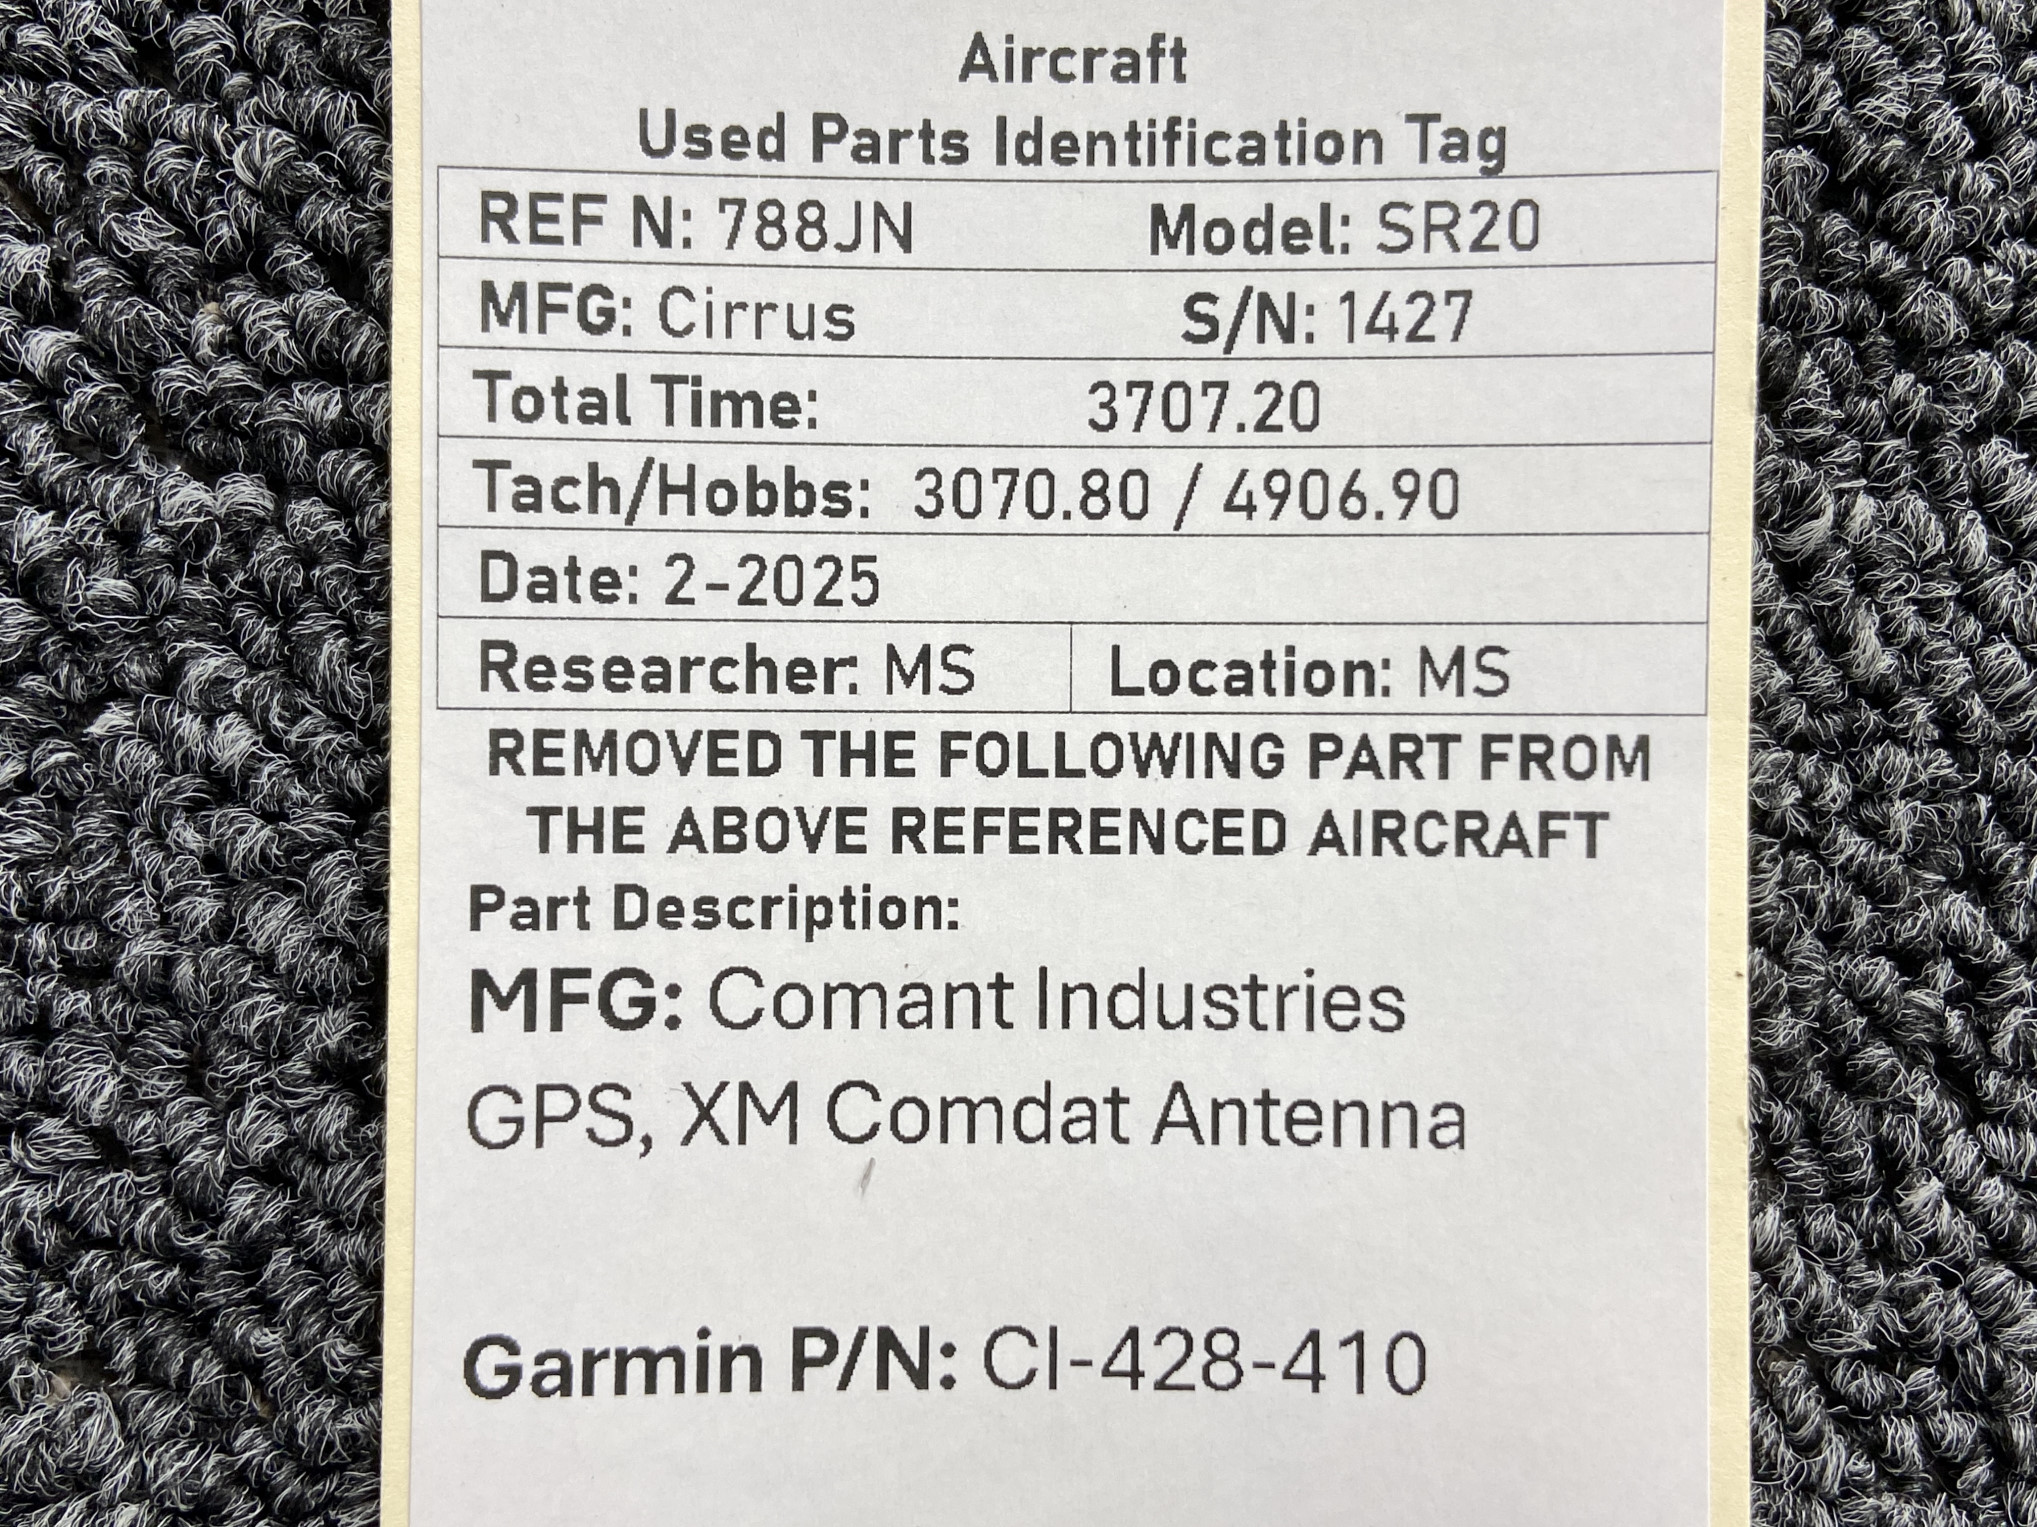 Aircraft
Used Parts Identification Tag
REF N: 788JN Model: SR20
MFG: Cirrus S/N: 1427
Total Time: 3707.20
Tach/Hobbs: 3070.80 / 4906.90
Date: 2-2025
Researcher: MS Location: MS
REMOVED THE FOLLOWING PART FROM
THE ABOVE REFERENCED AIRCRAFT
Part Description:
MFG: Comant Industries
GPS, XM Comdat Antenna
Garmin P/N: CI-428-410